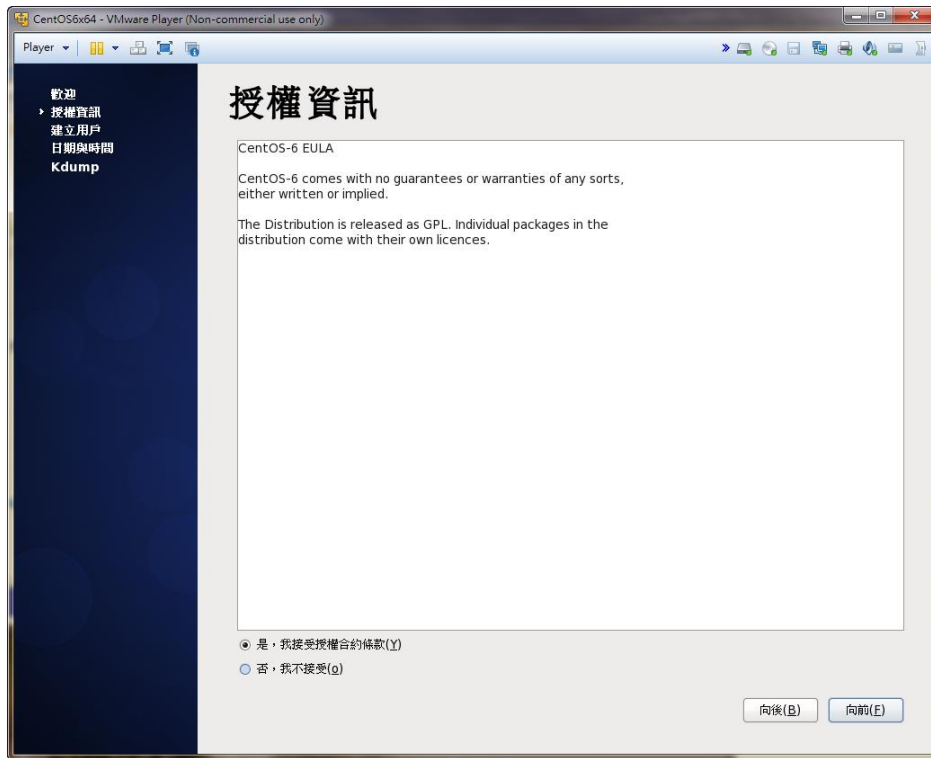 CentOS6x64 - VMware Player (Non-commercial use only)
Player
歡迎
授權資訊
建立用戶
日期與時間
Kdump
授權資訊
CentOS-6 EULA
CentOS-6 comes with no guarantees or warranties of any sorts,
either written or implied.
The Distribution is released as GPL. Individual packages in the
distribution come with their own licences.
是，我接受授權合約條款(Y)
否，我不接受(o)
向後(B)
向前(F)